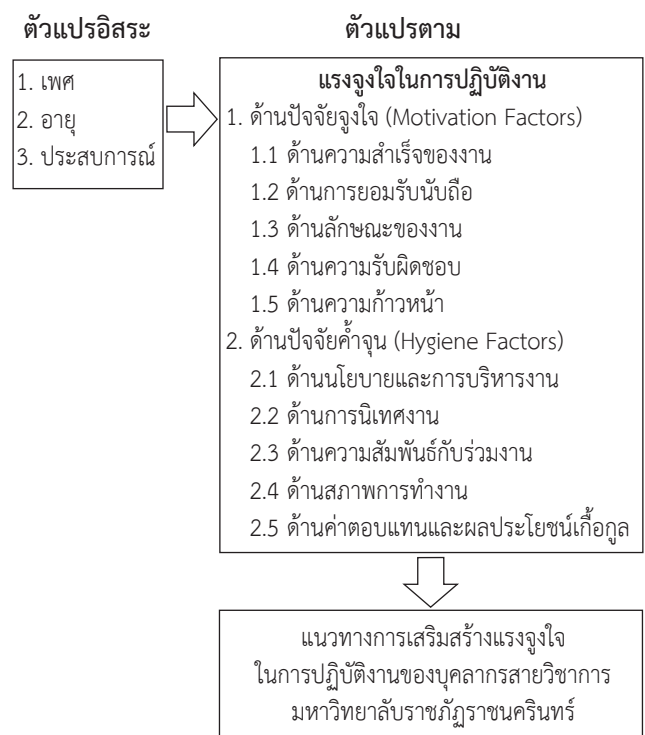 ตัวแปรอิสระ
ตัวแปรตาม
1. เพศ
2. อายุ
3. ประสบการณ์
แรงจูงใจในการปฏิบัติงาน
1. ด้านปัจจัยจูงใจ (Motivation Factors)
1.1 ด้านความสำเร็จของงาน
1.2 ด้านการยอมรับนับถือ
1.3 ด้านลักษณะของงาน
1.4 ด้านความรับผิดชอบ
1.5 ด้านความก้าวหน้า
2. ด้านปัจจัยค้ำจุน (Hygiene Factors)
2.1 ด้านนโยบายและการบริหารงาน
2.2 ด้านการนิเทศงาน
2.3 ด้านความสัมพันธ์กับร่วมงาน
2.4 ด้านสภาพการทำงาน
2.5 ด้านค่าตอบแทนและผลประโยชน์เกื้อกูล
แนวทางการเสริมสร้างแรงจูงใจ
ในการปฏิบัติงานของบุคลากรสายวิชาการ
มหาวิทยาลัยราชภัฏราชนครินทร์